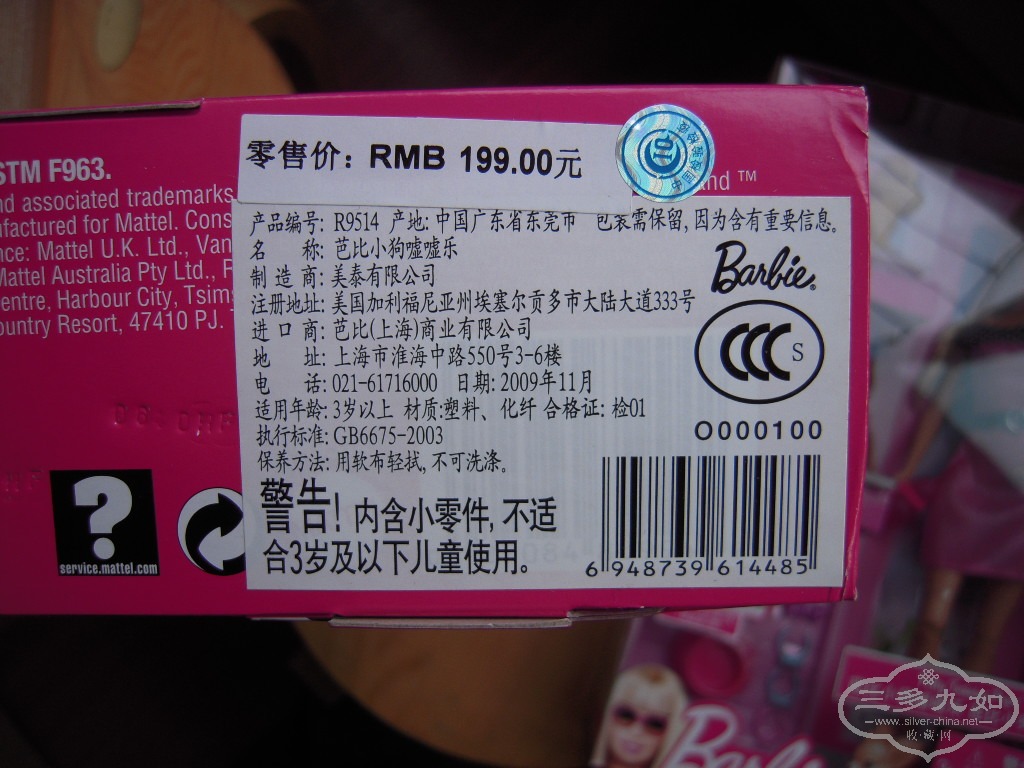 STM F963.
nd associated trademarks
ufactured for Mattel. Cons
nce: Mattel U.K. Ltd., Van
Mattel Australia Pty Ltd.,
entre, Harbour City, Tsim
ountry Resort, 47410 PJ.
service.mattel.com
零售价: RMB 199.00元
nd ™
产品编号: R9514 产地: 中国广东省东莞市 包装需保留, 因为含有重要信息。
名 称: 芭比小狗嘘嘘乐
制 造 商: 美泰有限公司
注册地址: 美国加利福尼亚州埃塞尔贡多市大陆大道333号
进 口 商: 芭比(上海)商业有限公司
地 址: 上海市淮海中路550号3-6楼
电 话: 021-61716000 日期: 2009年11月
适用年龄: 3岁以上 材质:塑料、化纤 合格证: 检01
执行标准: GB6675-2003
保养方法: 用软布轻拭, 不可洗涤。
警告! 内含小零件, 不适
合3岁及以下儿童使用。
Barbie®
CCC S
O000100
6 948739 614485
Barbie
三多九如
www.silver-china.net
收·藏·网